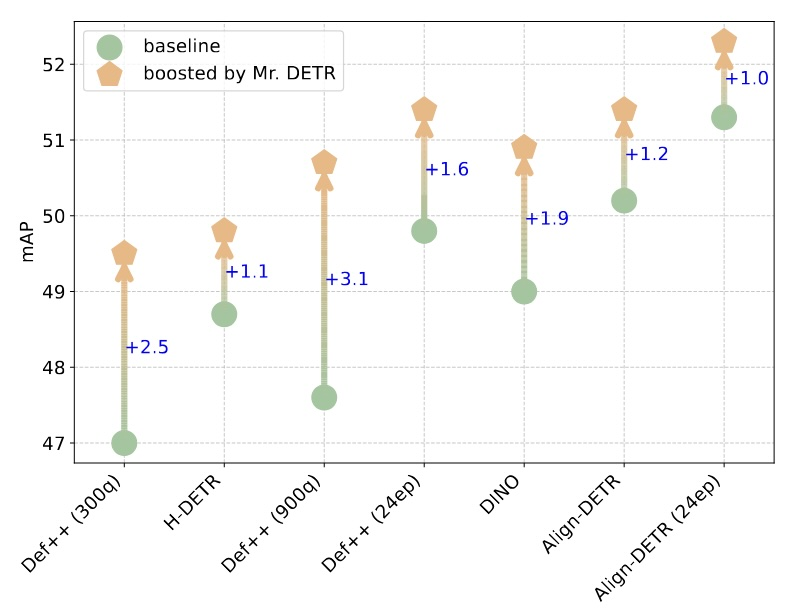 baseline
boosted by Mr. DETR
mAP
52
51
50
49
48
47
+2.5
+1.1
+3.1
+1.6
+1.9
+1.2
+1.0
Def++ (300q)
H-DETR
Def++ (900q)
Def++ (24ep)
DINO
Align-DETR
Align-DETR (24ep)